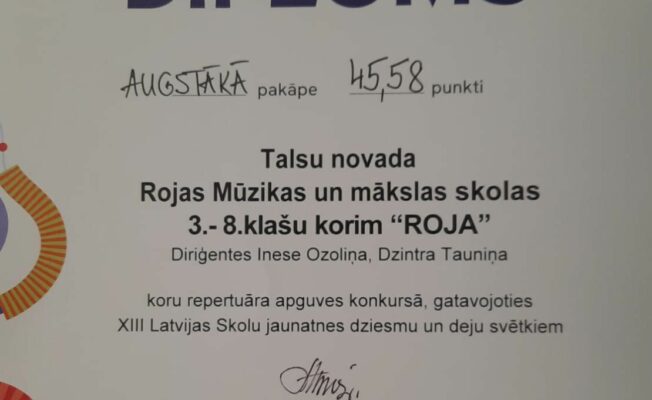 DIPLOMS
AUGSTĀKĀ pakāpe 45,58 punkti
Talsu novada
Rojas Mūzikas un mākslas skolas
3.- 8.klašu korim “ROJA”
Diriģentes Inese Ozoliņa, Dzintra Tauniņa
koru repertuāra apguves konkursā, gatavojoties
XIII Latvijas Skolu jaunatnes dziesmu un deju svētkiem